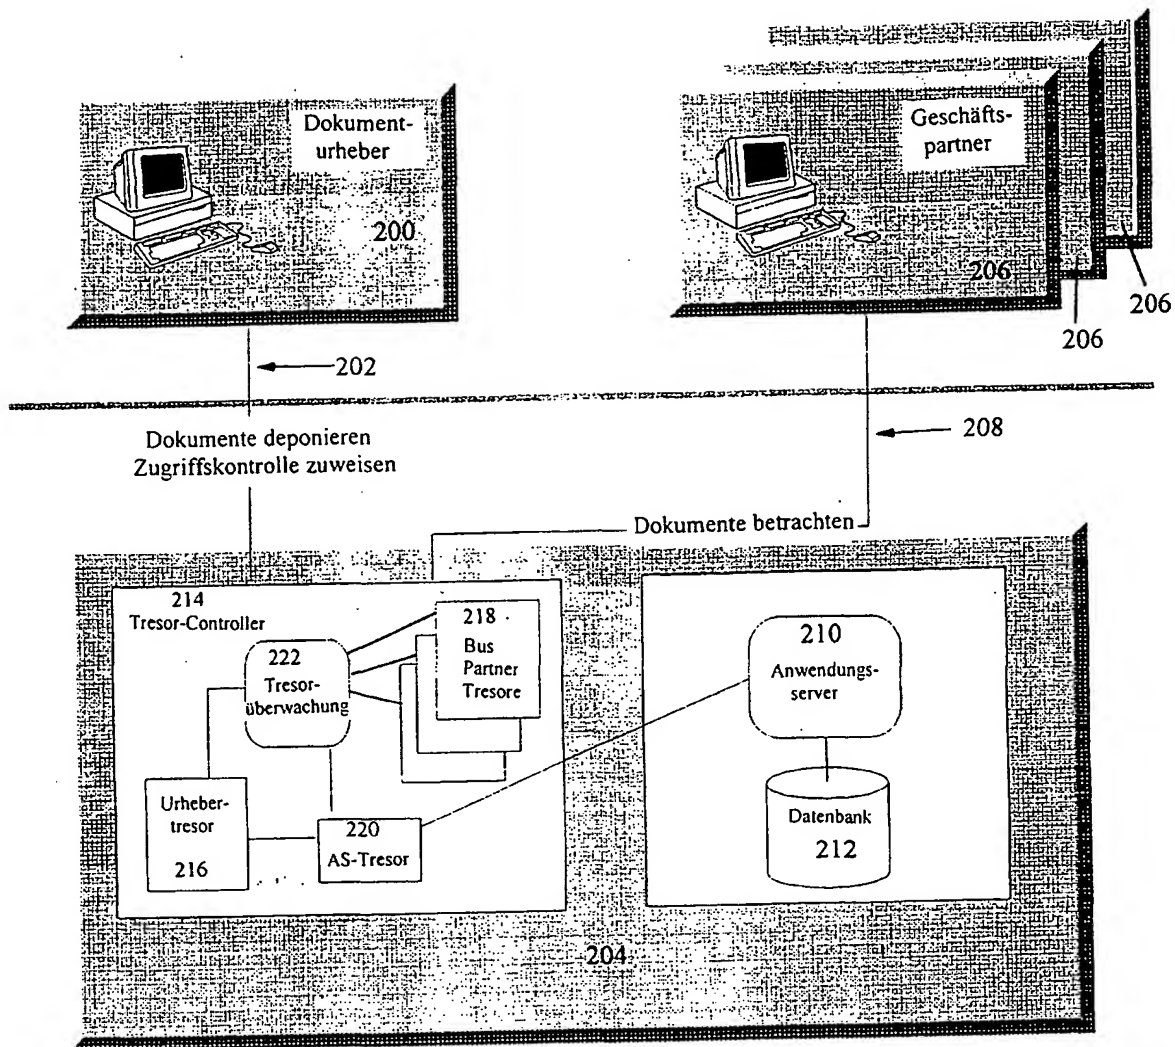 Dokument-
urheber
200
Geschäfts-
partner
206
206
206
202
208
Dokumente deponieren
Zugriffskontrolle zuweisen
Dokumente betrachten
214
Tresor-Controller
222
Tresor-
überwachung
218
Bus
Partner
Tresore
Urheber-
tresor
216
220
AS-Tresor
210
Anwendungs-
server
Datenbank
212
204